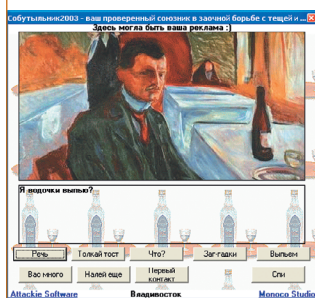 Собутыльник2003 - ваш проверенный союзник в заочной борьбе с тещей и ...
Здесь могла быть ваша реклама :)
Я водочки выпью?
Речь
Толкай тост
Что?
Заг-гадки
Выпьем
Вас много
Налей еще
Первый
контакт
Спи
Attackie Software
Владивосток
Monoco Studio